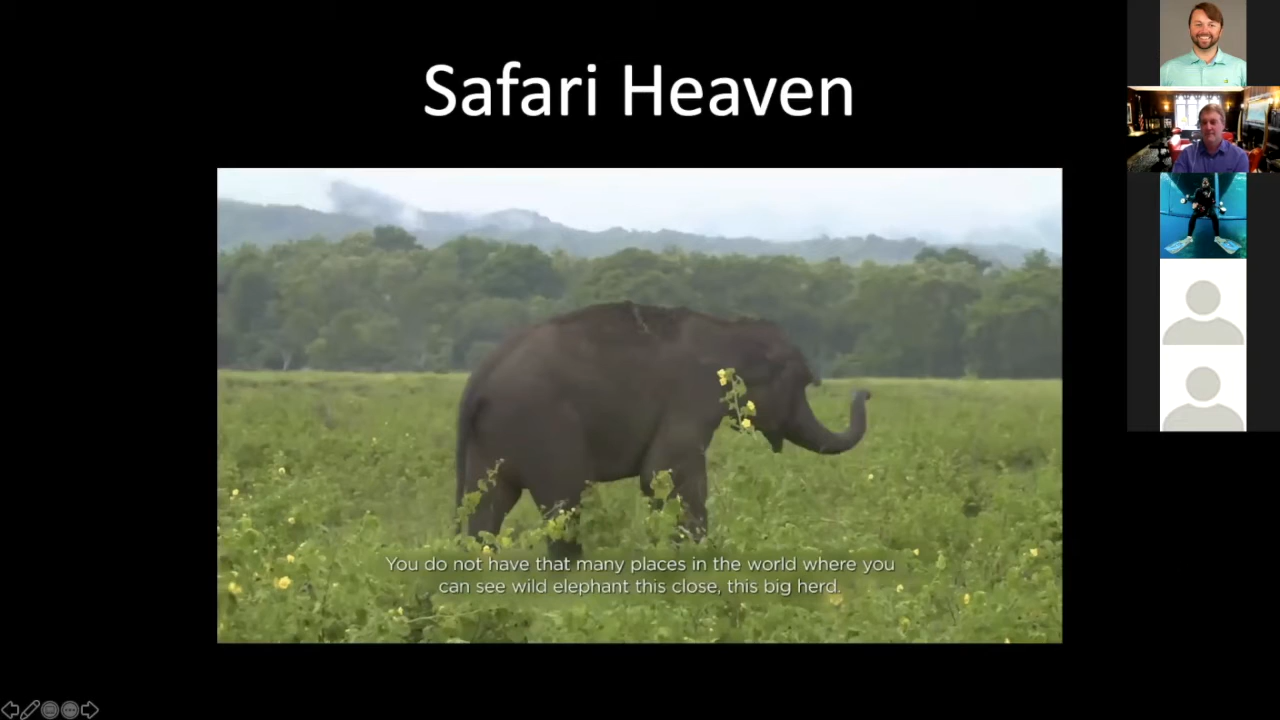 Safari Heaven
You do not have that many places in the world where you
can see wild elephant this close, this big herd.